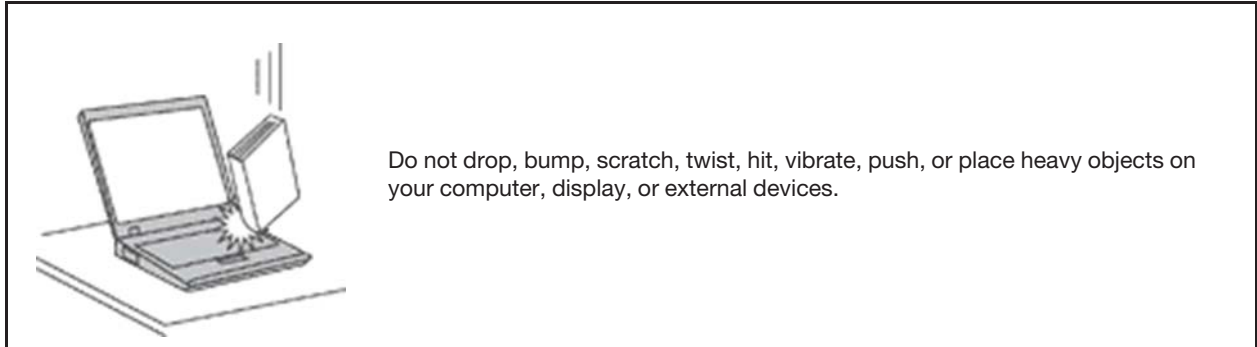 Do not drop, bump, scratch, twist, hit, vibrate, push, or place heavy objects on
your computer, display, or external devices.